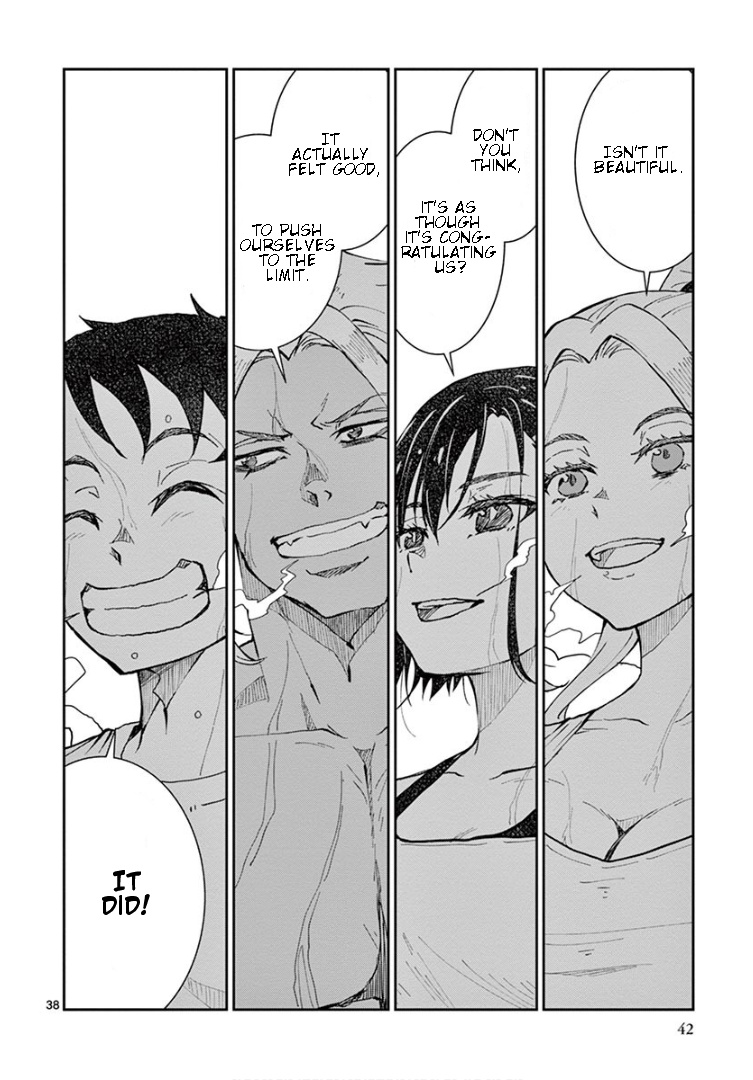 ISN'T IT
BEAUTIFUL.
DON'T
YOU
THINK,
IT'S AS
THOUGH
IT'S CONG-
RATULATING
US?
IT
ACTUALLY
FELT GOOD,
TO PUSH
OURSELVES
TO THE
LIMIT.
IT
DID!
38
42